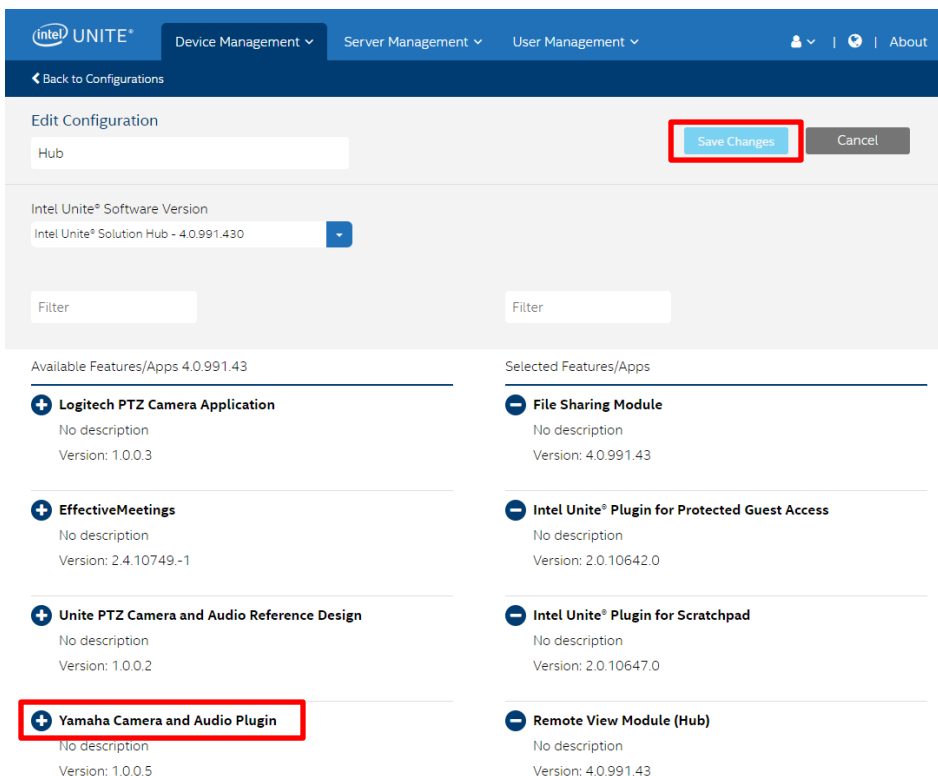 intel UNITE®
Device Management
Server Management
User Management
|
|
About
Back to Configurations
Edit Configuration
Hub
Save Changes
Cancel
Intel Unite® Software Version
Intel Unite® Solution Hub - 4.0.991.430
Filter
Filter
Available Features/Apps 4.0.991.43
Logitech PTZ Camera Application
No description
Version: 1.0.0.3
EffectiveMeetings
No description
Version: 2.4.10749.-1
Unite PTZ Camera and Audio Reference Design
No description
Version: 1.0.0.2
Yamaha Camera and Audio Plugin
No description
Version: 1.0.0.5
Selected Features/Apps
File Sharing Module
No description
Version: 4.0.991.43
Intel Unite® Plugin for Protected Guest Access
No description
Version: 2.0.10642.0
Intel Unite® Plugin for Scratchpad
No description
Version: 2.0.10647.0
Remote View Module (Hub)
No description
Version: 4.0.991.43